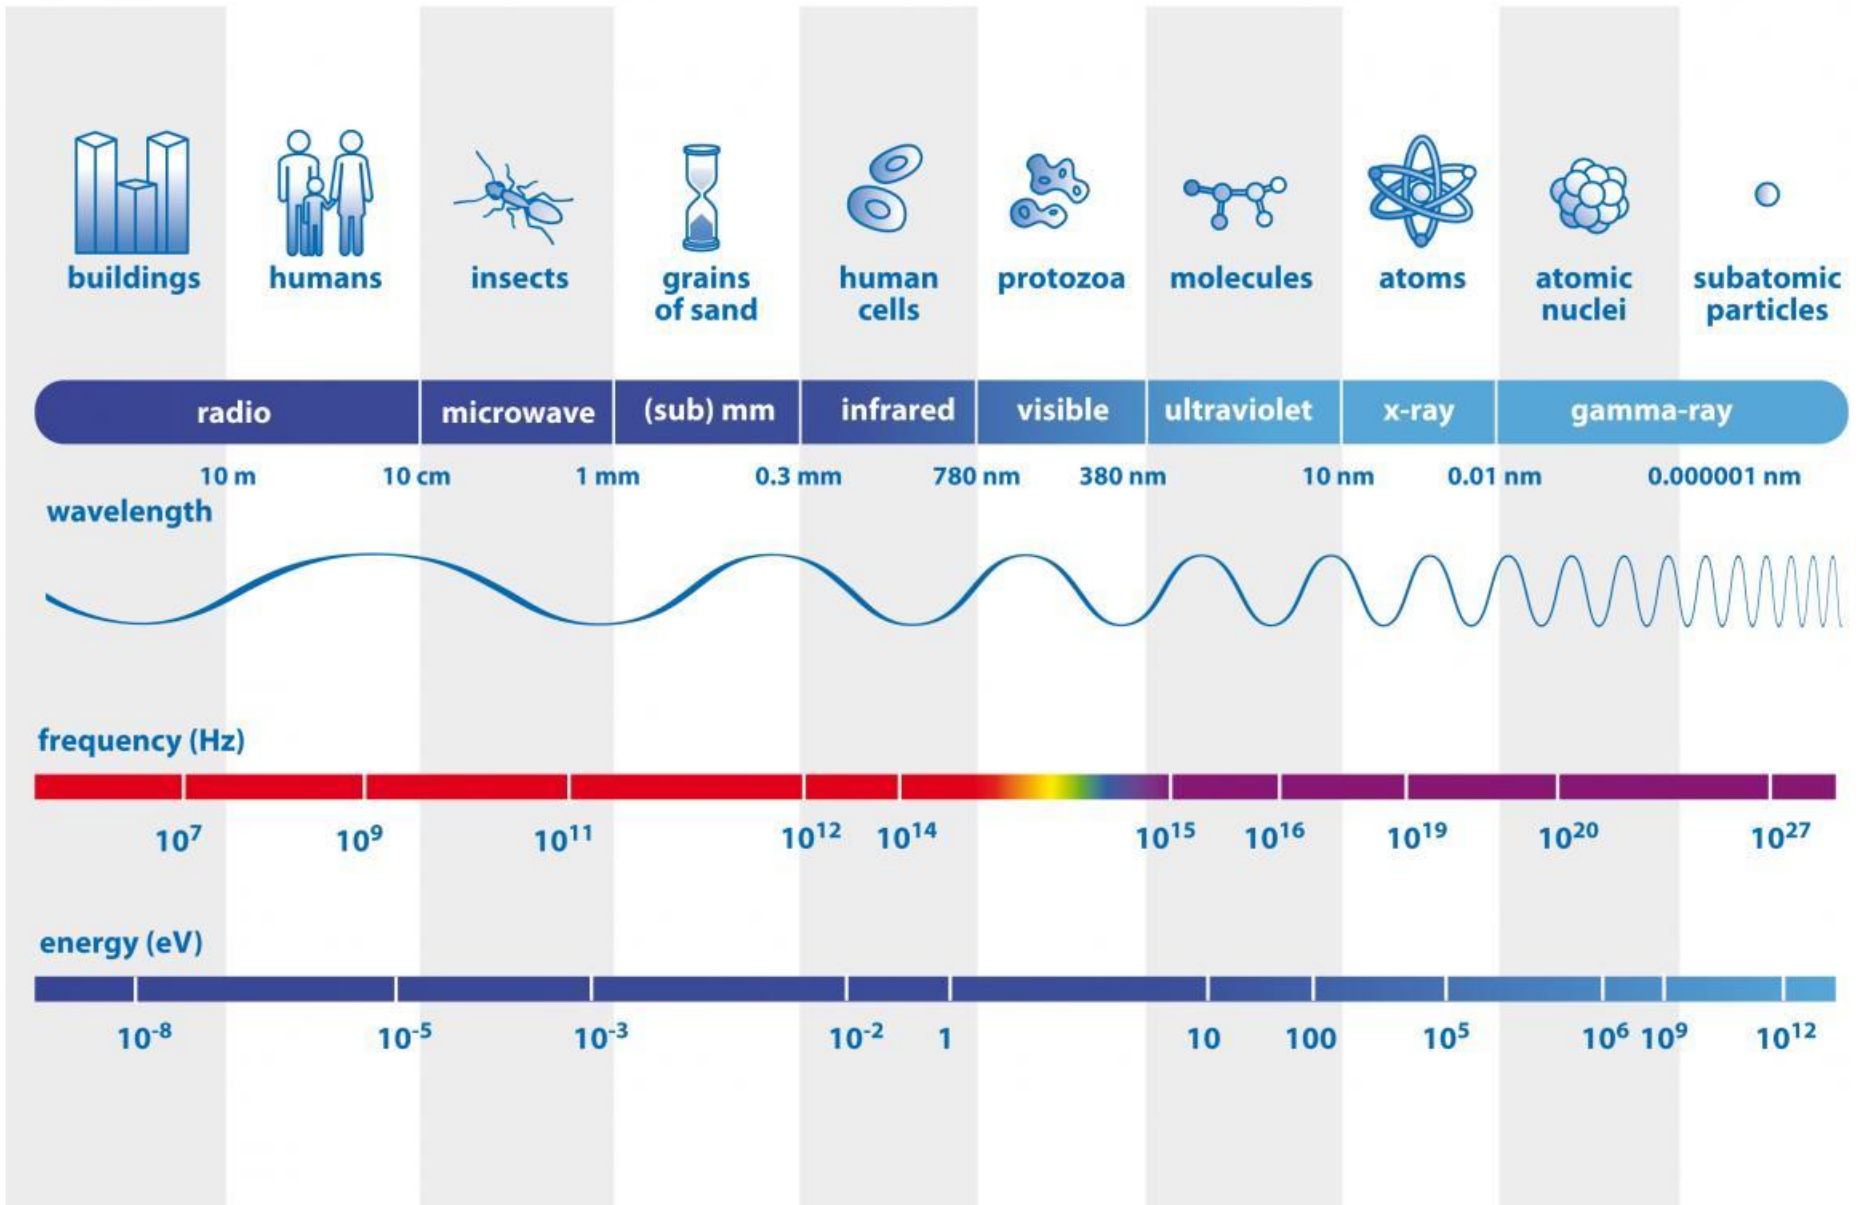 buildings
humans
insects
grains
of sand
human
cells
protozoa
molecules
atoms
atomic
nuclei
subatomic
particles
radio
microwave
(sub) mm
infrared
visible
ultraviolet
x-ray
gamma-ray
10 m
10 cm
1 mm
0.3 mm
780 nm
380 nm
10 nm
0.01 nm
0.000001 nm
wavelength
frequency (Hz)
10⁷
10⁹
10¹¹
10¹²
10¹⁴
10¹⁵
10¹⁶
10¹⁹
10²⁰
10²⁷
energy (eV)
10⁻⁸
10⁻⁵
10⁻³
10⁻²
1
10
100
10⁵
10⁶
10⁹
10¹²